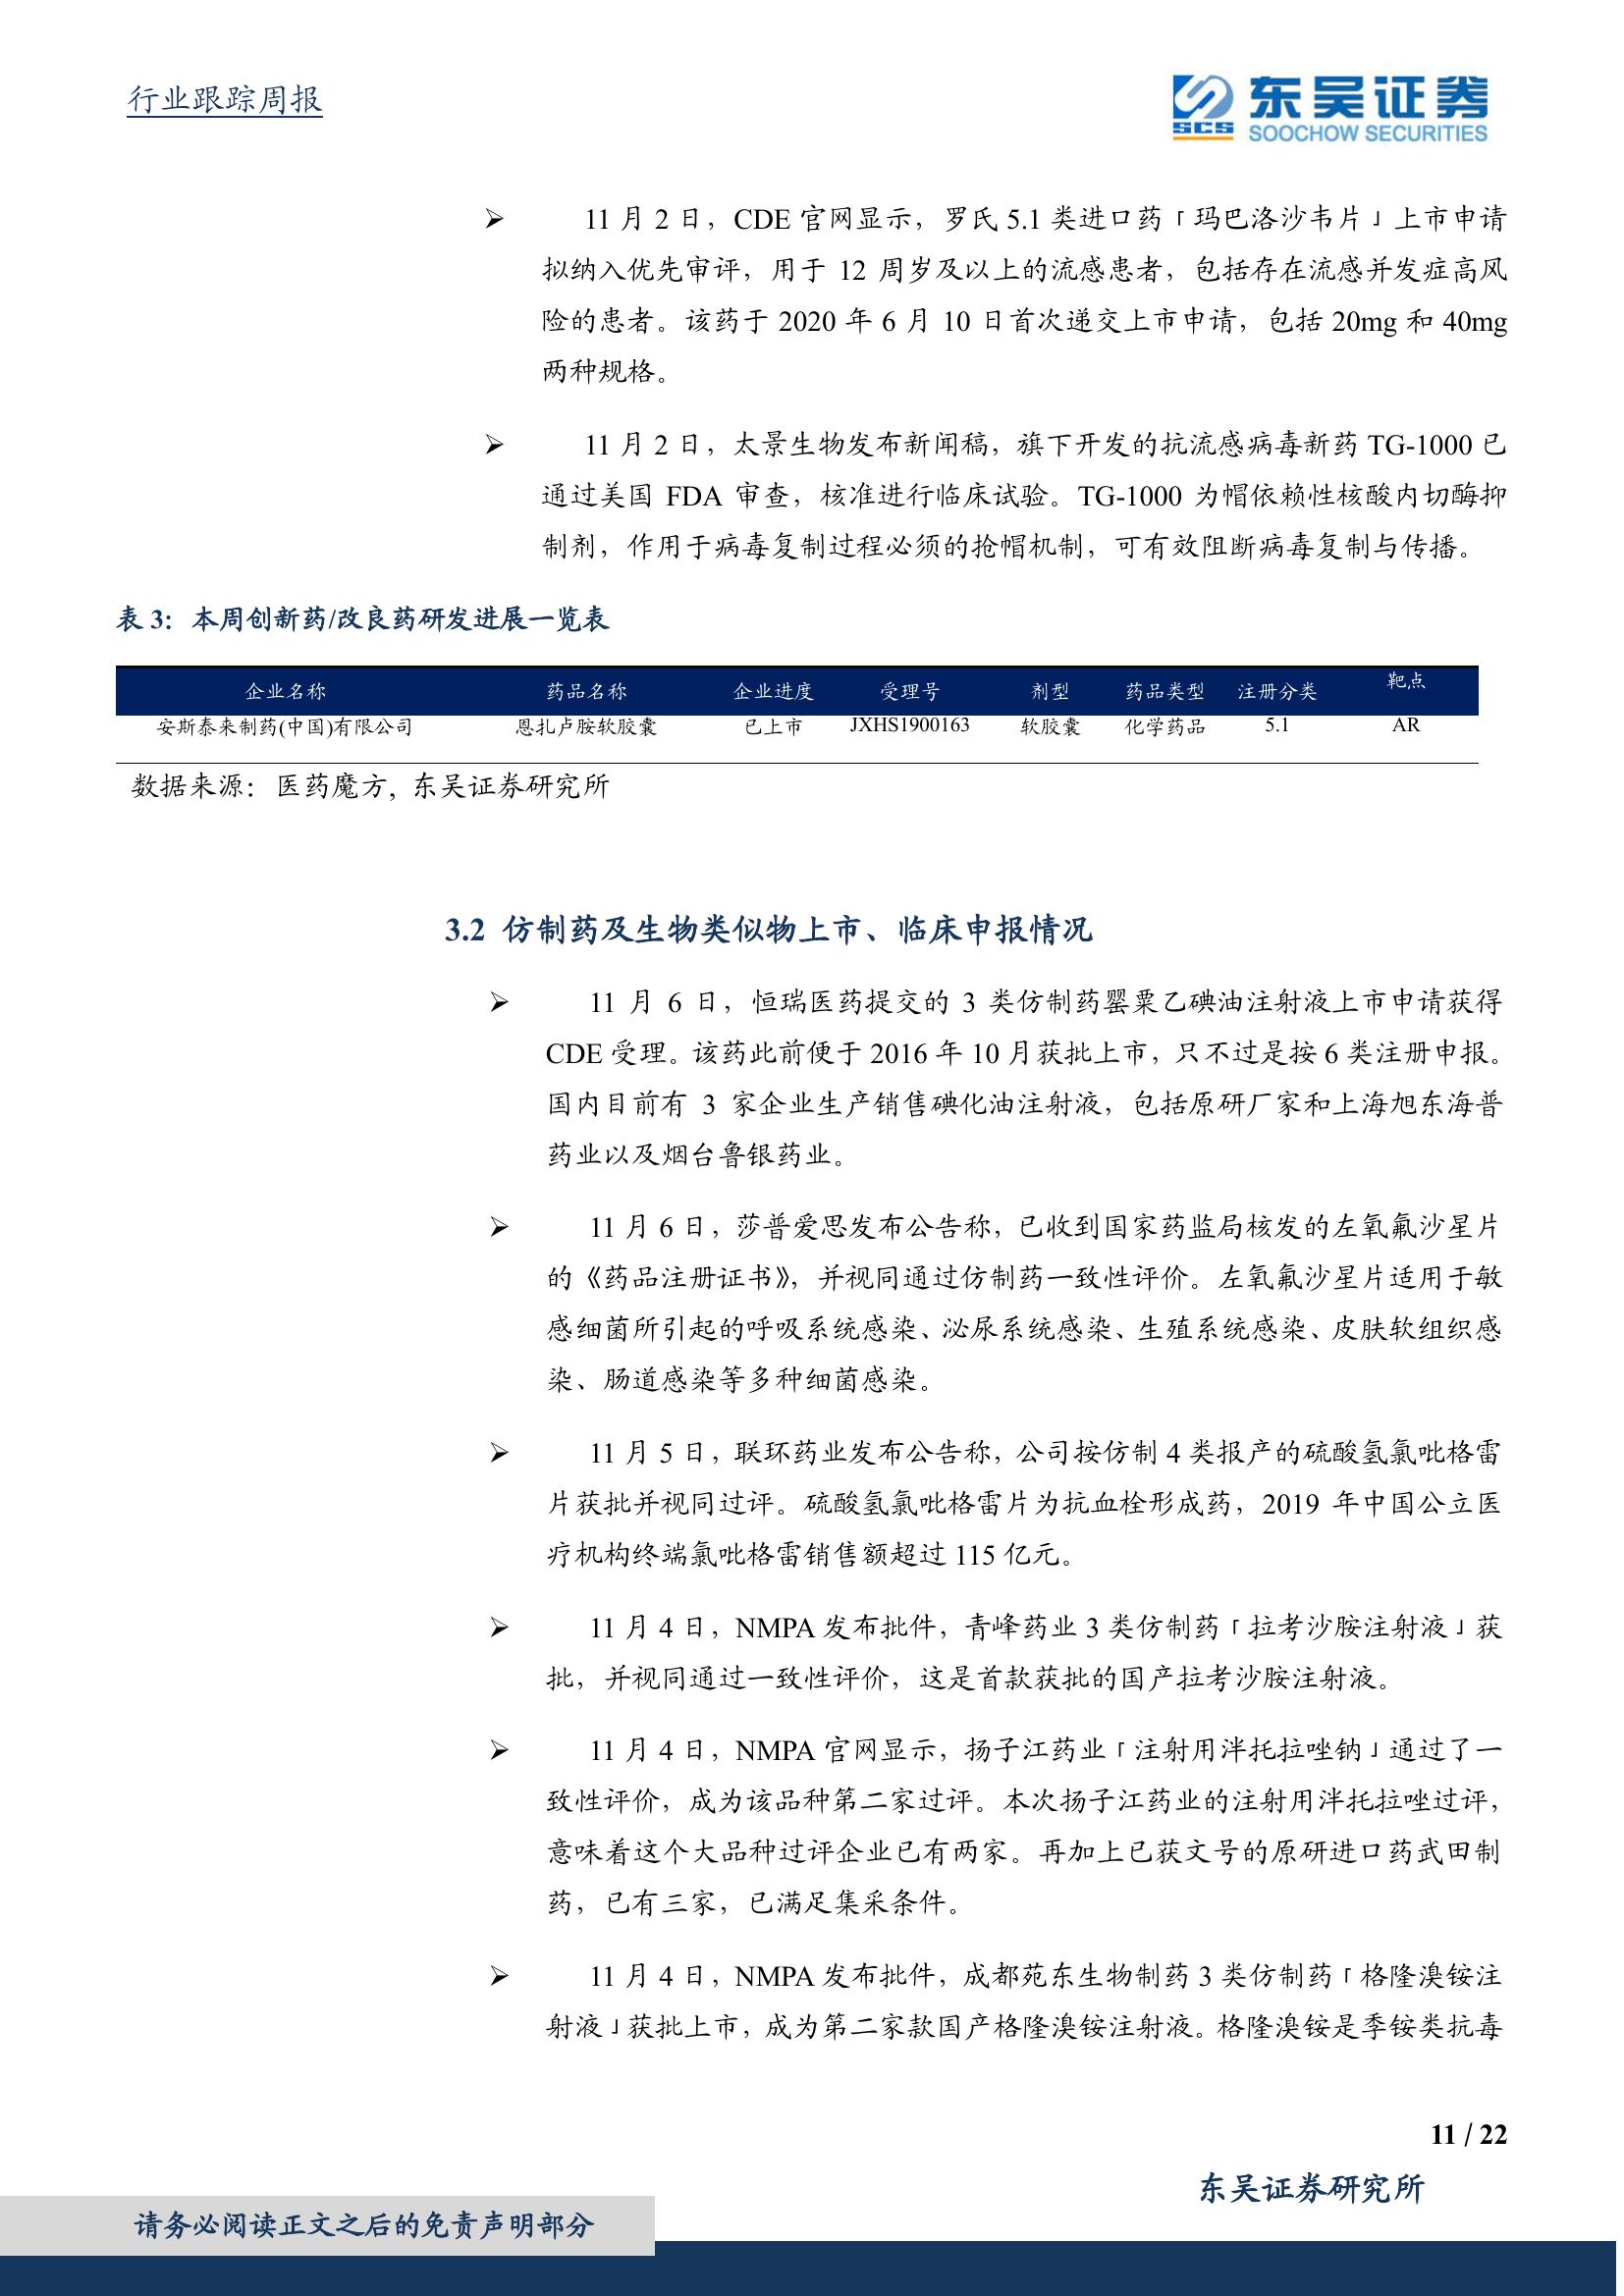 行业跟踪周报
SCS
东吴证券
SOOCHOW SECURITIES
➢ 11 月 2 日，CDE 官网显示，罗氏 5.1 类进口药「玛巴洛沙韦片」上市申请
拟纳入优先审评，用于 12 周岁及以上的流感患者，包括存在流感并发症高风
险的患者。该药于 2020 年 6 月 10 日首次递交上市申请，包括 20mg 和 40mg
两种规格。
➢ 11 月 2 日，太景生物发布新闻稿，旗下开发的抗流感病毒新药 TG-1000 已
通过美国 FDA 审查，核准进行临床试验。TG-1000 为帽依赖性核酸内切酶抑
制剂，作用于病毒复制过程必须的抢帽机制，可有效阻断病毒复制与传播。
表 3：本周创新药/改良药研发进展一览表
企业名称 药品名称 企业进度 受理号 剂型 药品类型 注册分类 靶点
安斯泰来制药(中国)有限公司 恩扎卢胺软胶囊 已上市 JXHS1900163 软胶囊 化学药品 5.1 AR
数据来源：医药魔方, 东吴证券研究所
3.2 仿制药及生物类似物上市、临床申报情况
➢ 11 月 6 日，恒瑞医药提交的 3 类仿制药罂粟乙碘油注射液上市申请获得
CDE 受理。该药此前便于 2016 年 10 月获批上市，只不过是按 6 类注册申报。
国内目前有 3 家企业生产销售碘化油注射液，包括原研厂家和上海旭东海普
药业以及烟台鲁银药业。
➢ 11 月 6 日，莎普爱思发布公告称，已收到国家药监局核发的左氧氟沙星片
的《药品注册证书》，并视同通过仿制药一致性评价。左氧氟沙星片适用于敏
感细菌所引起的呼吸系统感染、泌尿系统感染、生殖系统感染、皮肤软组织感
染、肠道感染等多种细菌感染。
➢ 11 月 5 日，联环药业发布公告称，公司按仿制 4 类报产的硫酸氢氯吡格雷
片获批并视同过评。硫酸氢氯吡格雷片为抗血栓形成药，2019 年中国公立医
疗机构终端氯吡格雷销售额超过 115 亿元。
➢ 11 月 4 日，NMPA 发布批件，青峰药业 3 类仿制药「拉考沙胺注射液」获
批，并视同通过一致性评价，这是首款获批的国产拉考沙胺注射液。
➢ 11 月 4 日，NMPA 官网显示，扬子江药业「注射用泮托拉唑钠」通过了一
致性评价，成为该品种第二家过评。本次扬子江药业的注射用泮托拉唑过评，
意味着这个大品种过评企业已有两家。再加上已获文号的原研进口药武田制
药，已有三家，已满足集采条件。
➢ 11 月 4 日，NMPA 发布批件，成都苑东生物制药 3 类仿制药「格隆溴铵注
射液」获批上市，成为第二家款国产格隆溴铵注射液。格隆溴铵是季铵类抗毒
11 / 22
东吴证券研究所
请务必阅读正文之后的免责声明部分